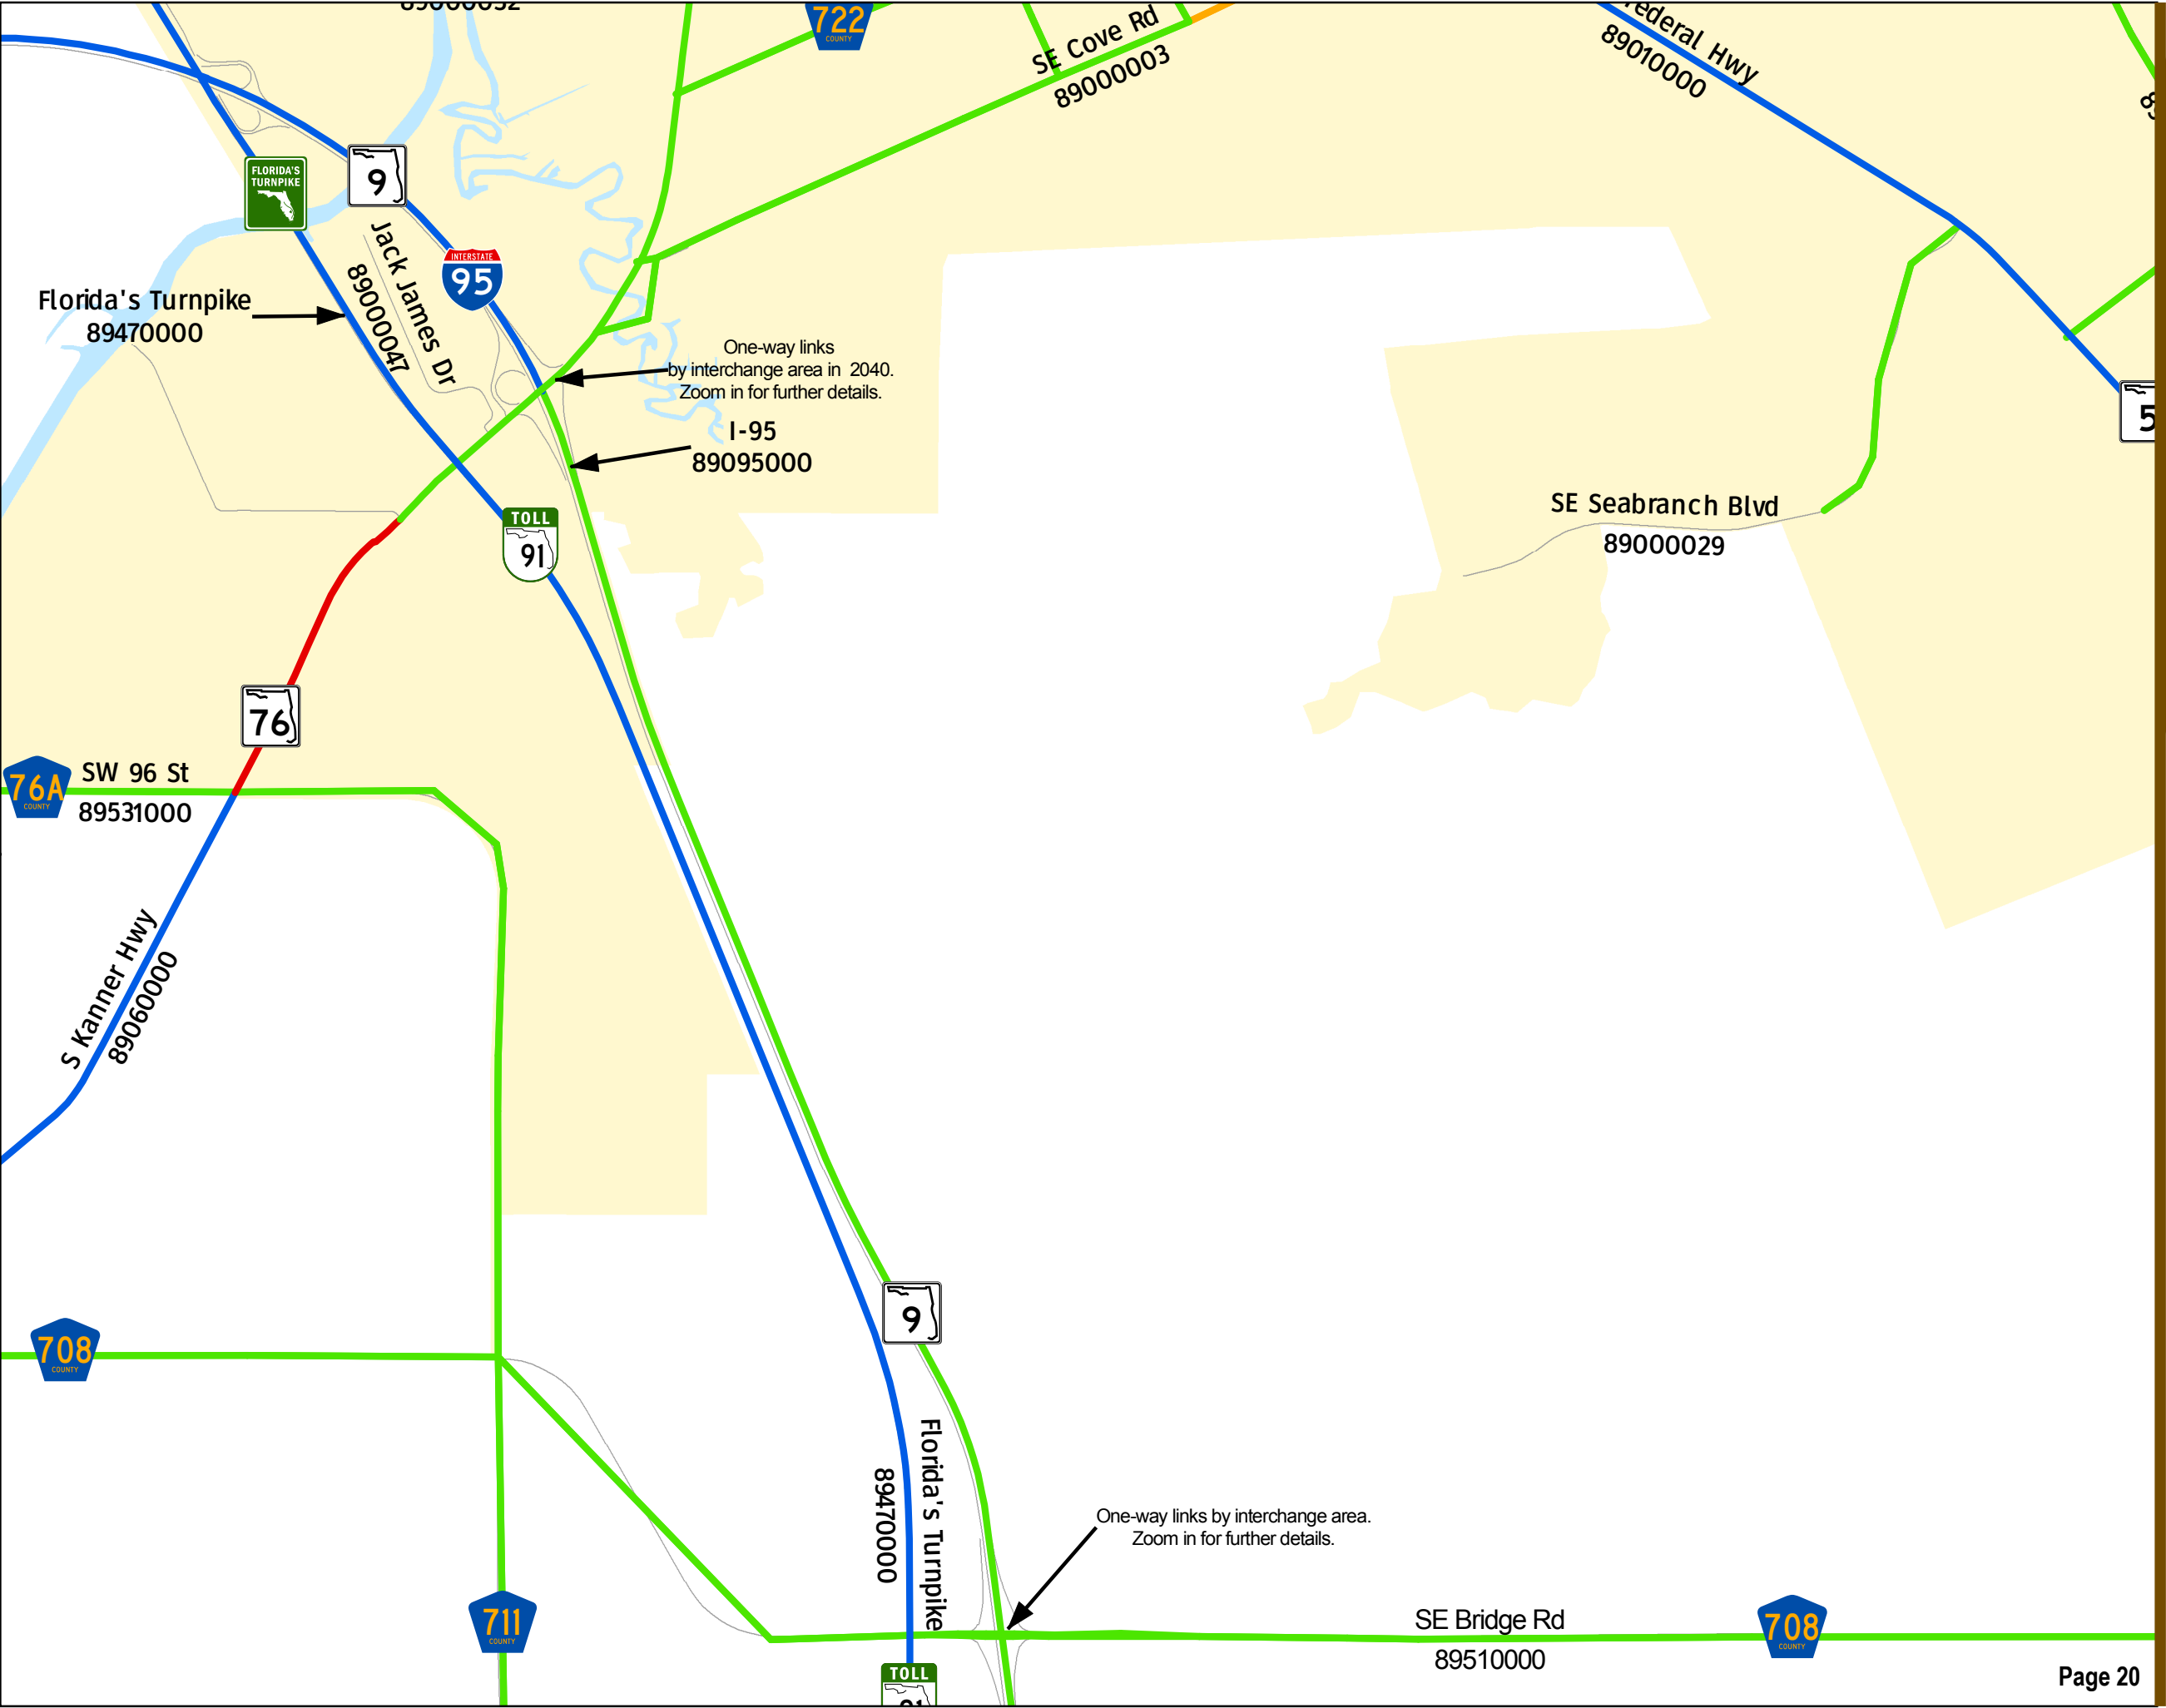 89000052
722
COUNTY
SE Cove Rd
89000003
Federal Hwy
89010000
FLORIDA'S
TURNPIKE
9
Jack James Dr
89000047
INTERSTATE
95
Florida's Turnpike
89470000
One-way links
by interchange area in 2040.
Zoom in for further details.
I-95
89095000
5
TOLL
91
SE Seabranch Blvd
89000029
76
76A
COUNTY
SW 96 St
89531000
S Kanner Hwy
89060000
9
708
COUNTY
Florida's Turnpike
89470000
One-way links by interchange area.
Zoom in for further details.
711
COUNTY
SE Bridge Rd
89510000
708
COUNTY
TOLL
91
Page 20